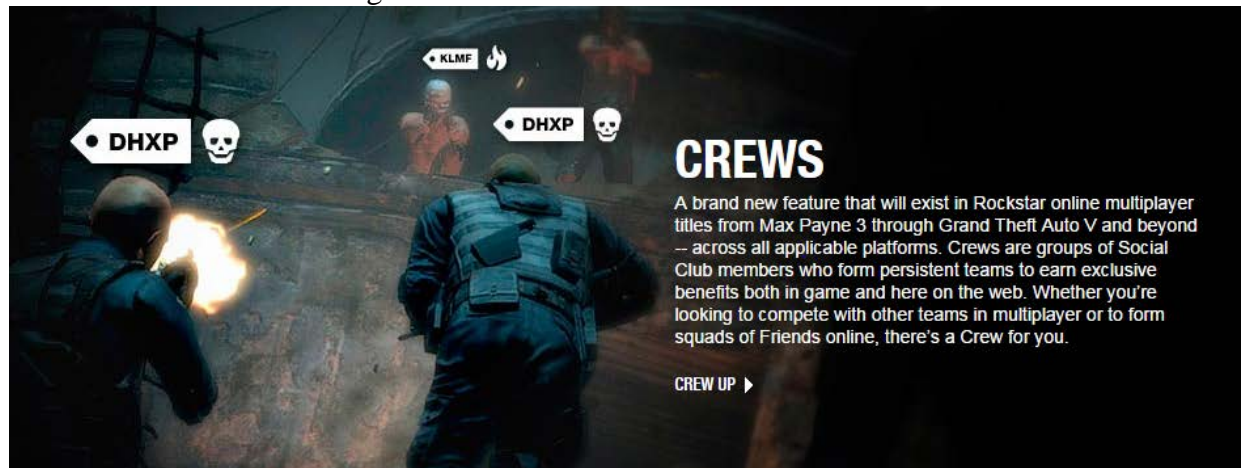 KLMF
DHXP
DHXP
CREWS
A brand new feature that will exist in Rockstar online multiplayer
titles from Max Payne 3 through Grand Theft Auto V and beyond
-- across all applicable platforms. Crews are groups of Social
Club members who form persistent teams to earn exclusive
benefits both in game and here on the web. Whether you're
looking to compete with other teams in multiplayer or to form
squads of Friends online, there's a Crew for you.
CREW UP